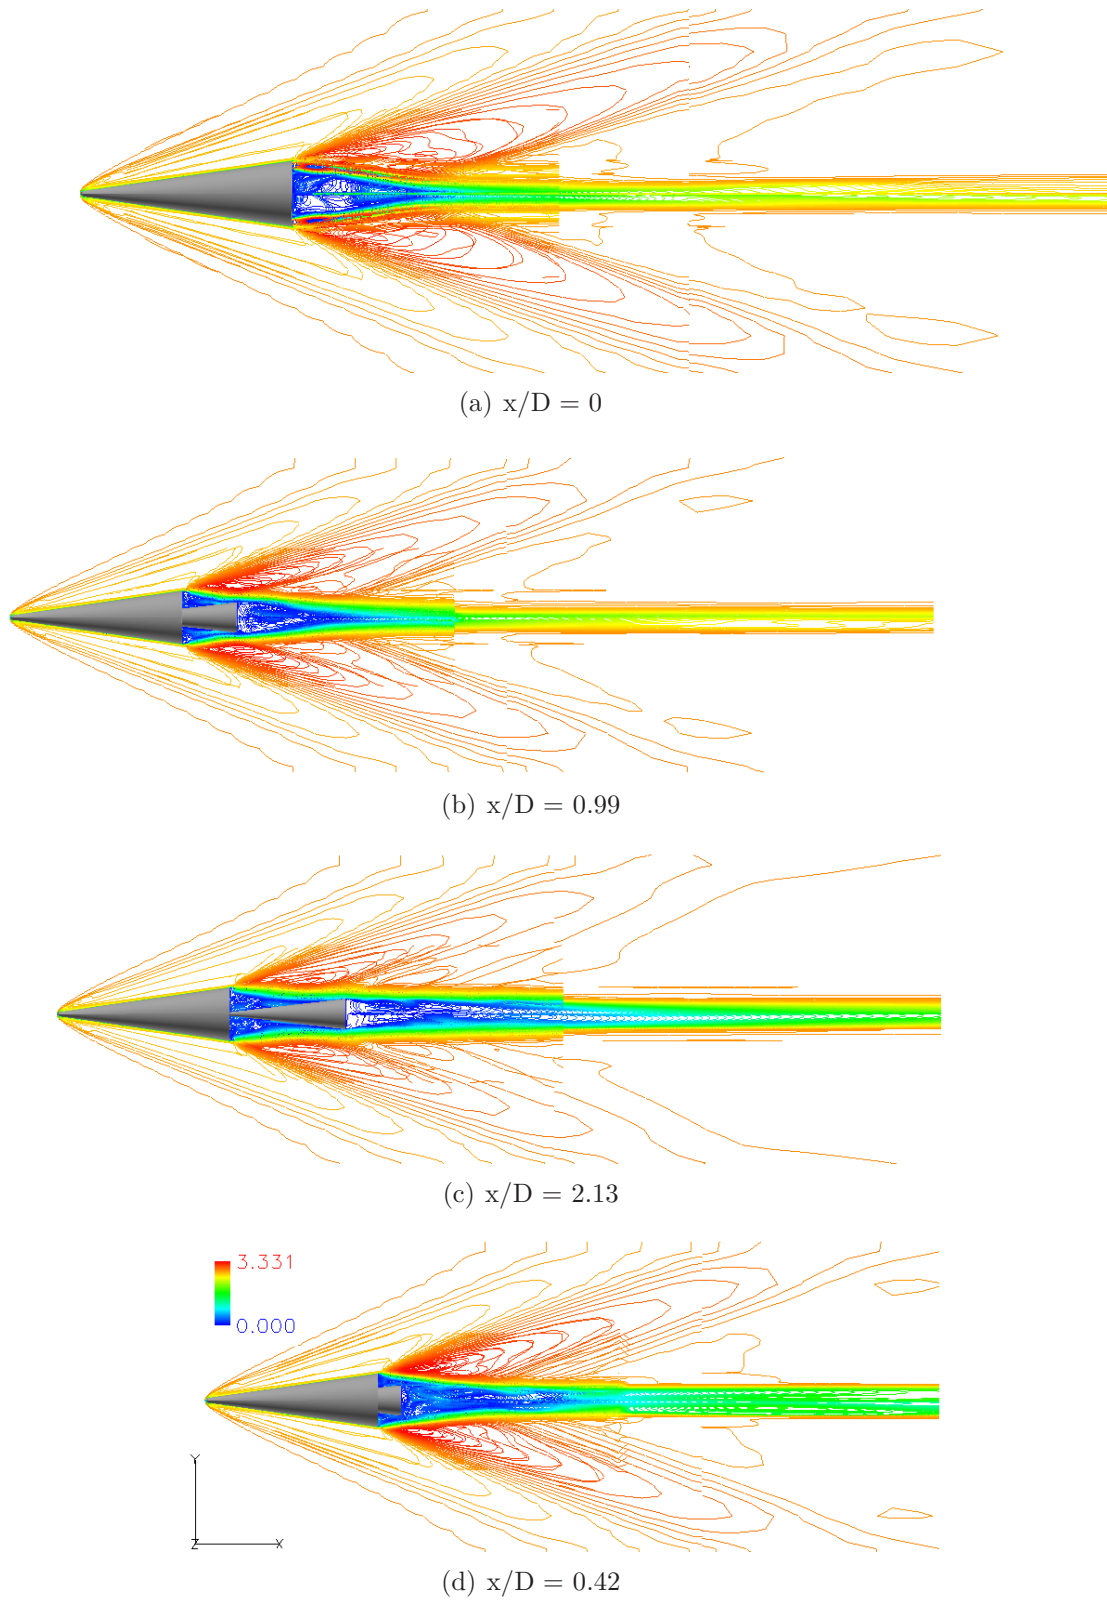 (a) x/D = 0
(b) x/D = 0.99
(c) x/D = 2.13
3.331
0.000
Y
Z
X
(d) x/D = 0.42